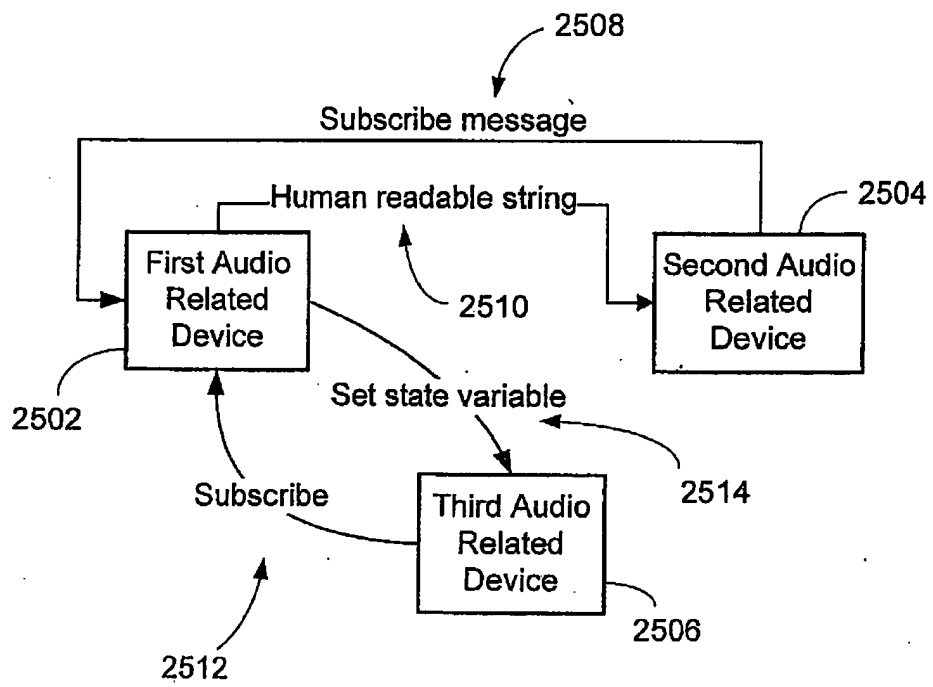 2508
Subscribe message
Human readable string
2504
First Audio
Related
Device
Second Audio
Related
Device
2510
2502
Set state variable
2514
Subscribe
Third Audio
Related
Device
2506
2512